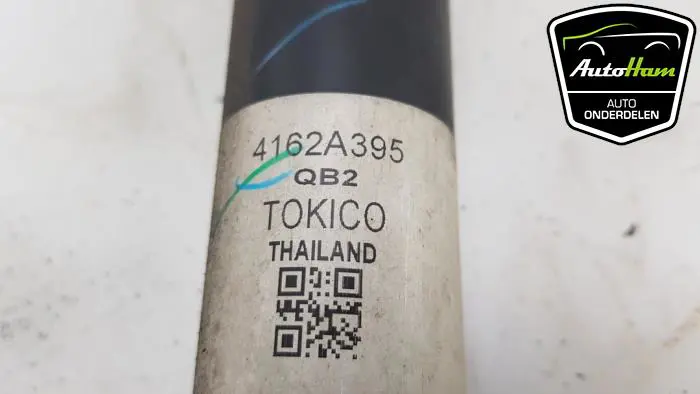 4162A395
QB2
TOKICO
THAILAND
AutoHam
AUTO
ONDERDELEN